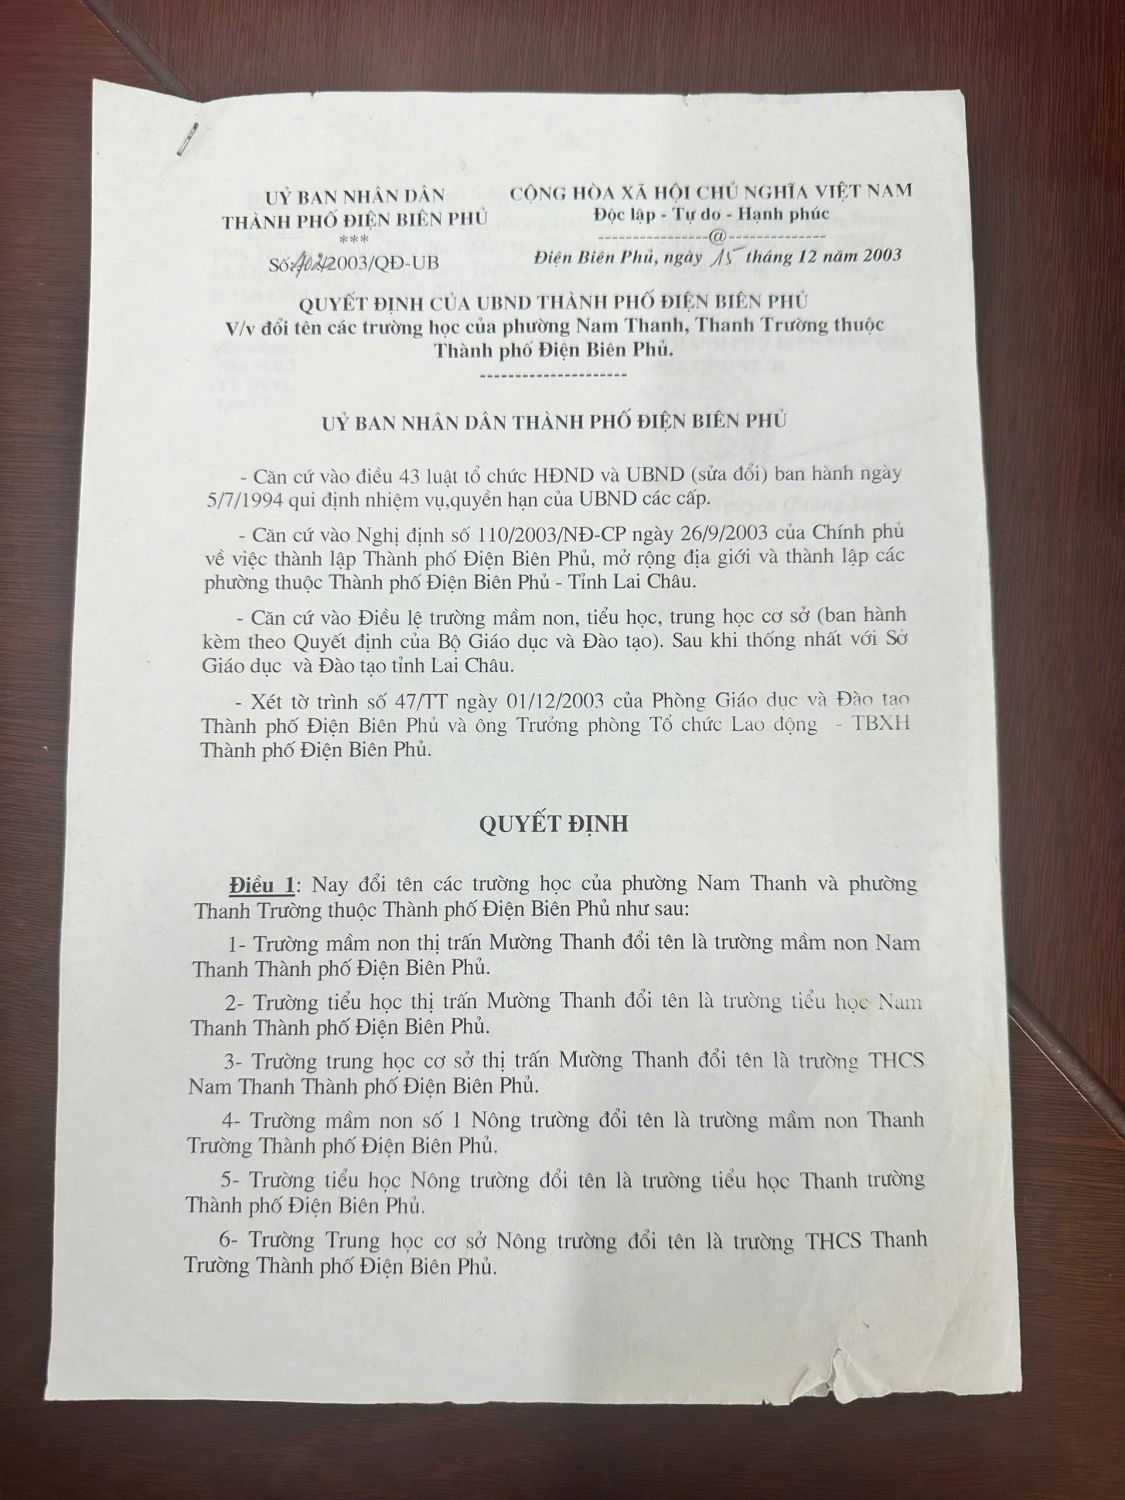 UỶ BAN NHÂN DÂN
THÀNH PHỐ ĐIỆN BIÊN PHỦ
***
Số: /2003/QĐ-UB
CỘNG HÒA XÃ HỘI CHỦ NGHĨA VIỆT NAM
Độc lập - Tự do - Hạnh phúc
----------------@--------------
Điện Biên Phủ, ngày 15 tháng 12 năm 2003
QUYẾT ĐỊNH CỦA UBND THÀNH PHỐ ĐIỆN BIÊN PHỦ
V/v đổi tên các trường học của phường Nam Thanh, Thanh Trường thuộc
Thành phố Điện Biên Phủ.
---------------------
UỶ BAN NHÂN DÂN THÀNH PHỐ ĐIỆN BIÊN PHỦ
- Căn cứ vào điều 43 luật tổ chức HĐND và UBND (sửa đổi) ban hành ngày
5/7/1994 qui định nhiệm vụ,quyền hạn của UBND các cấp.
- Căn cứ vào Nghị định số 110/2003/NĐ-CP ngày 26/9/2003 của Chính phủ
về việc thành lập Thành phố Điện Biên Phủ, mở rộng địa giới và thành lập các
phường thuộc Thành phố Điện Biên Phủ - Tỉnh Lai Châu.
- Căn cứ vào Điều lệ trường mầm non, tiểu học, trung học cơ sở (ban hành
kèm theo Quyết định của Bộ Giáo dục và Đào tạo). Sau khi thống nhất với Sở
Giáo dục và Đào tạo tỉnh Lai Châu.
- Xét tờ trình số 47/TT ngày 01/12/2003 của Phòng Giáo dục và Đào tạo
Thành phố Điện Biên Phủ và ông Trưởng phòng Tổ chức Lao động - TBXH
Thành phố Điện Biên Phủ.
QUYẾT ĐỊNH
Điều 1: Nay đổi tên các trường học của phường Nam Thanh và phường
Thanh Trường thuộc Thành phố Điện Biên Phủ như sau:
1- Trường mầm non thị trấn Mường Thanh đổi tên là trường mầm non Nam
Thanh Thành phố Điện Biên Phủ.
2- Trường tiểu học thị trấn Mường Thanh đổi tên là trường tiểu học Nam
Thanh Thành phố Điện Biên Phủ.
3- Trường trung học cơ sở thị trấn Mường Thanh đổi tên là trường THCS
Nam Thanh Thành phố Điện Biên Phủ.
4- Trường mầm non số 1 Nông trường đổi tên là trường mầm non Thanh
Trường Thành phố Điện Biên Phủ.
5- Trường tiểu học Nông trường đổi tên là trường tiểu học Thanh trường
Thành phố Điện Biên Phủ.
6- Trường Trung học cơ sở Nông trường đổi tên là trường THCS Thanh
Trường Thành phố Điện Biên Phủ.